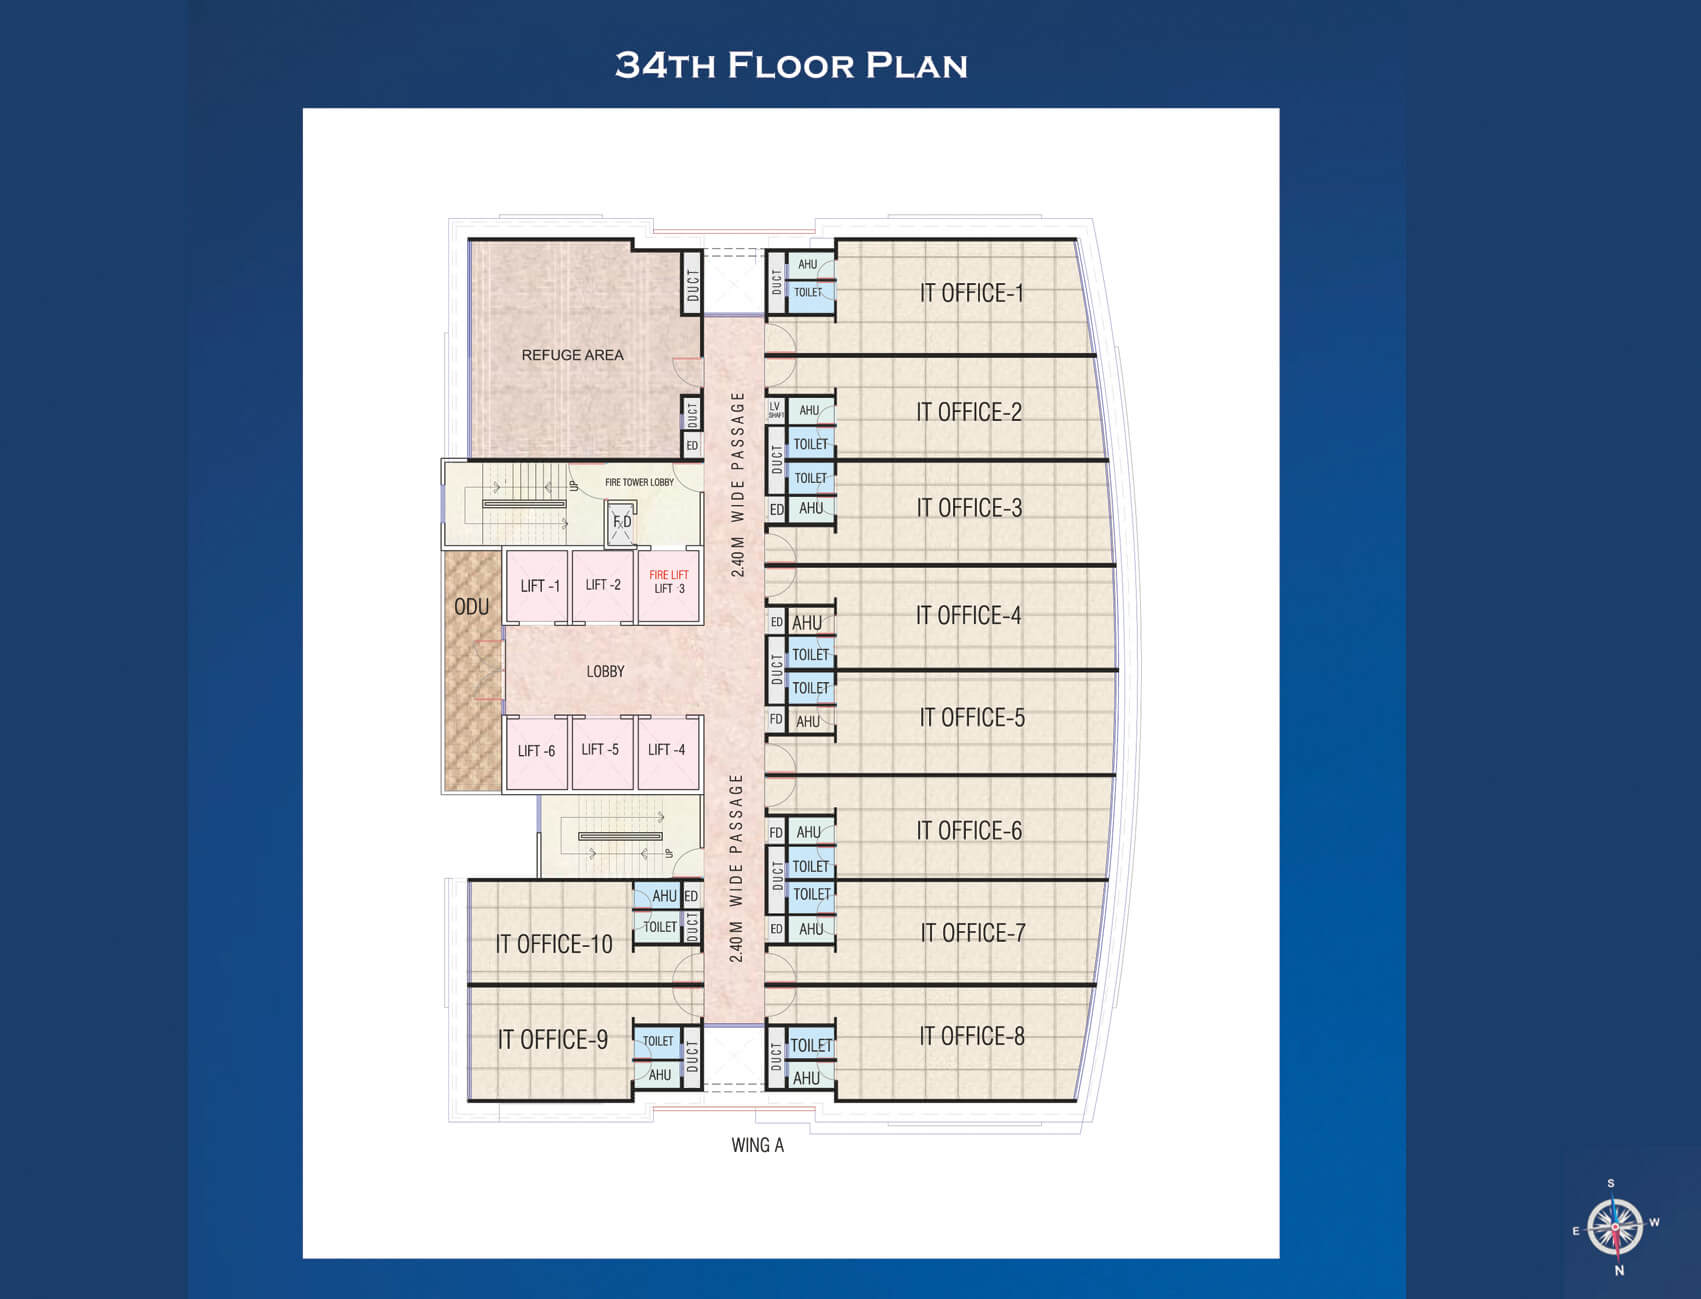 34TH FLOOR PLAN
DUCT
DUCT
AHU
TOILET
IT OFFICE-1
REFUGE AREA
DUCT
ED
2.40 M WIDE PASSAGE
LV
SHAFT
AHU
TOILET
DUCT
IT OFFICE-2
TOILET
ED
AHU
IT OFFICE-3
UP
FIRE TOWER LOBBY
F.D
LIFT -1
LIFT -2
FIRE LIFT
LIFT -3
ODU
LOBBY
ED
AHU
TOILET
DUCT
IT OFFICE-4
TOILET
FD
AHU
IT OFFICE-5
LIFT -6
LIFT -5
LIFT -4
2.40 M WIDE PASSAGE
UP
FD
AHU
TOILET
DUCT
IT OFFICE-6
TOILET
ED
AHU
IT OFFICE-7
AHU
ED
TOILET
DUCT
IT OFFICE-10
IT OFFICE-9
TOILET
AHU
DUCT
DUCT
TOILET
AHU
IT OFFICE-8
WING A
S
E
W
N